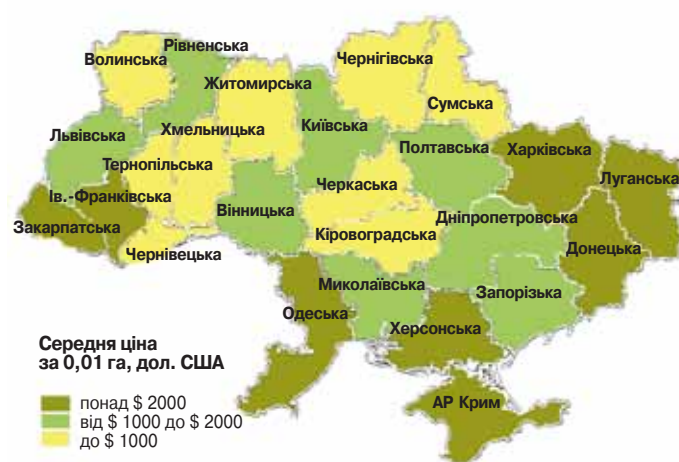 Рівненська
Волинська
Чернігівська
Житомирська
Сумська
Львівська
Хмельницька
Київська
Полтавська
Харківська
Тернопільська
Черкаська
Луганська
Ів.-Франківська
Вінницька
Дніпропетровська
Закарпатська
Кіровоградська
Донецька
Чернівецька
Миколаївська
Запорізька
Одеська
Херсонська
Середня ціна
за 0,01 га, дол. США
понад $ 2000
від $ 1000 до $ 2000
до $ 1000
АР Крим